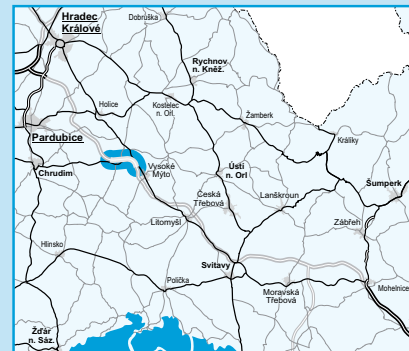 Hradec
Králové
Dobruška
Rychnov
n. Kněž.
Holice
Kostelec
n. Orl.
Žamberk
Králíky
Pardubice
Chrudim
Vysoké
Mýto
Ústí
n. Orl
Šumperk
Česká
Třebová
Lanškroun
Litomyšl
Zábřeh
Hlinsko
Svitavy
Polička
Moravská
Třebová
Mohelnice
Žďár
n. Sáz.